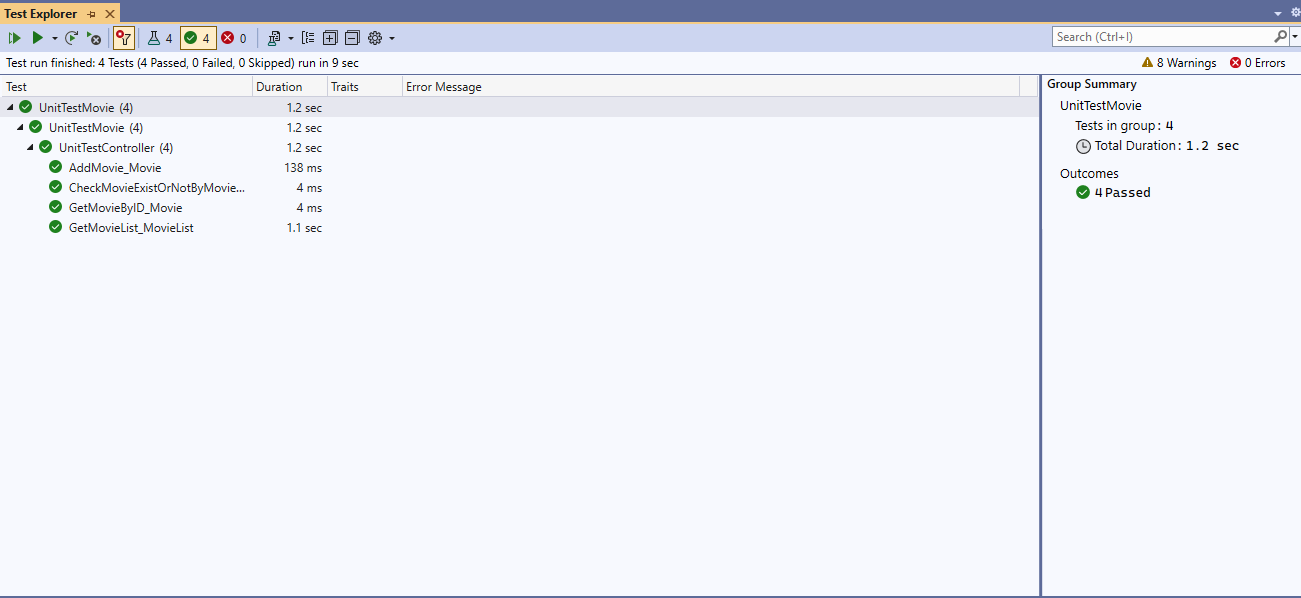 Test Explorer
4 4 0
Search (Ctrl+I)
Test run finished: 4 Tests (4 Passed, 0 Failed, 0 Skipped) run in 9 sec
8 Warnings 0 Errors
Test Duration Traits Error Message
UnitTestMovie (4) 1.2 sec
UnitTestMovie (4) 1.2 sec
UnitTestController (4) 1.2 sec
AddMovie_Movie 138 ms
CheckMovieExistOrNotByMovie... 4 ms
GetMovieByID_Movie 4 ms
GetMovieList_MovieList 1.1 sec
Group Summary
UnitTestMovie
Tests in group: 4
Total Duration: 1.2 sec
Outcomes
4 Passed